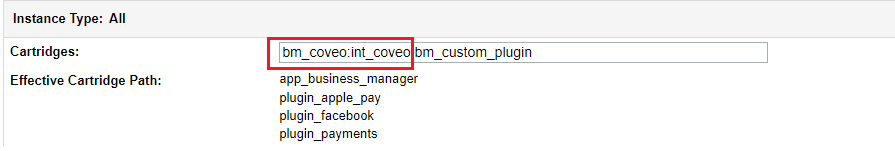 Instance Type: All
Cartridges: bm_coveo:int_coveo:bm_custom_plugin
Effective Cartridge Path: app_business_manager
plugin_apple_pay
plugin_facebook
plugin_payments